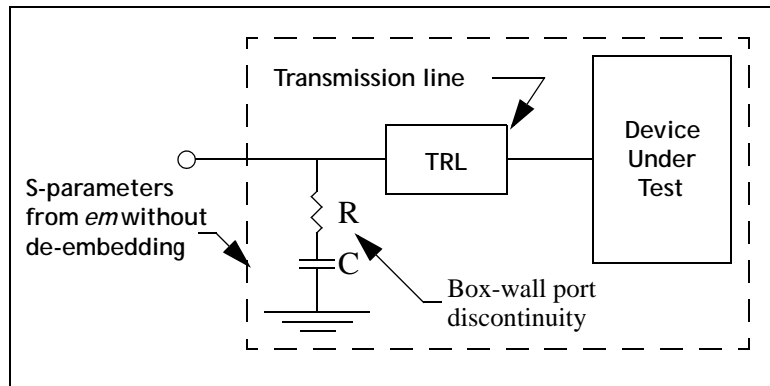 Transmission line
TRL
Device
Under
Test
S-parameters
from em without
de-embedding
R
C
Box-wall port
discontinuity